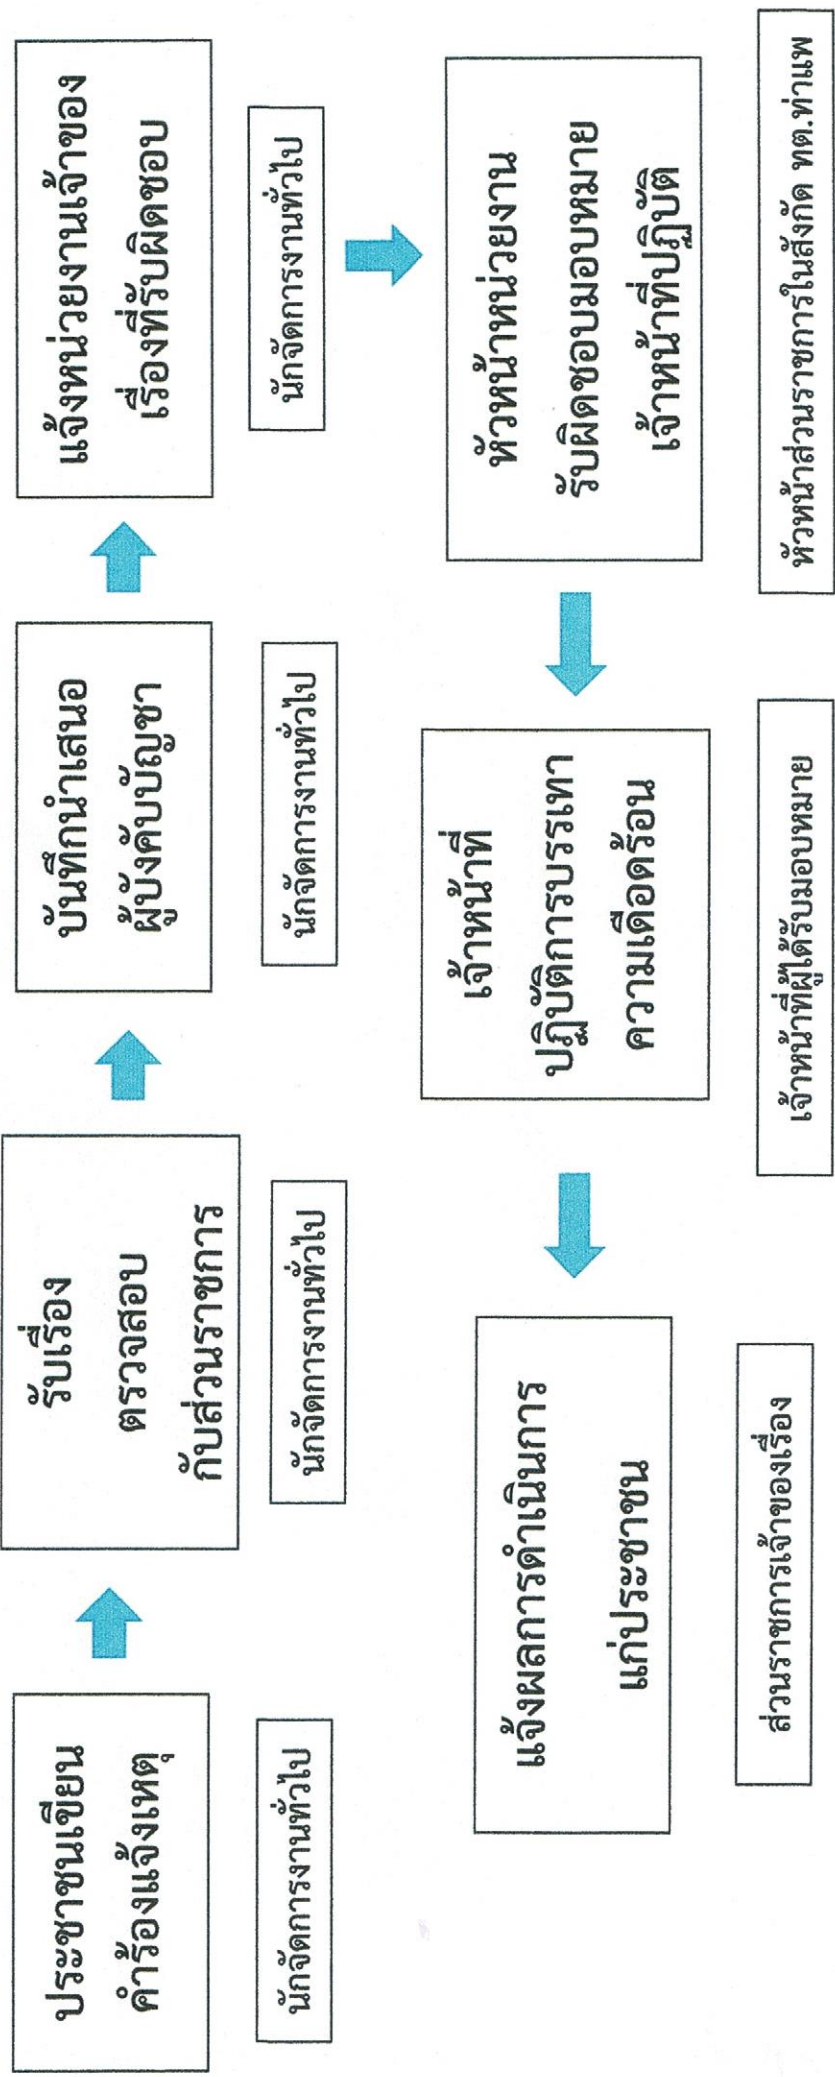 ประชาชนเขียน
คำร้องแจ้งเหตุ
นักจัดการงานทั่วไป
รับเรื่อง
ตรวจสอบ
กับส่วนราชการ
นักจัดการงานทั่วไป
บันทึกนำเสนอ
ผู้บังคับบัญชา
นักจัดการงานทั่วไป
แจ้งหน่วยงานเจ้าของ
เรื่องที่รับผิดชอบ
นักจัดการงานทั่วไป
หัวหน้าหน่วยงาน
รับผิดชอบมอบหมาย
เจ้าหน้าที่ปฏิบัติ
หัวหน้าส่วนราชการในสังกัด ทต.ท่าแพ
เจ้าหน้าที่
ปฏิบัติการบรรเทา
ความเดือดร้อน
เจ้าหน้าที่ผู้ได้รับมอบหมาย
แจ้งผลการดำเนินการ
แก่ประชาชน
ส่วนราชการเจ้าของเรื่อง